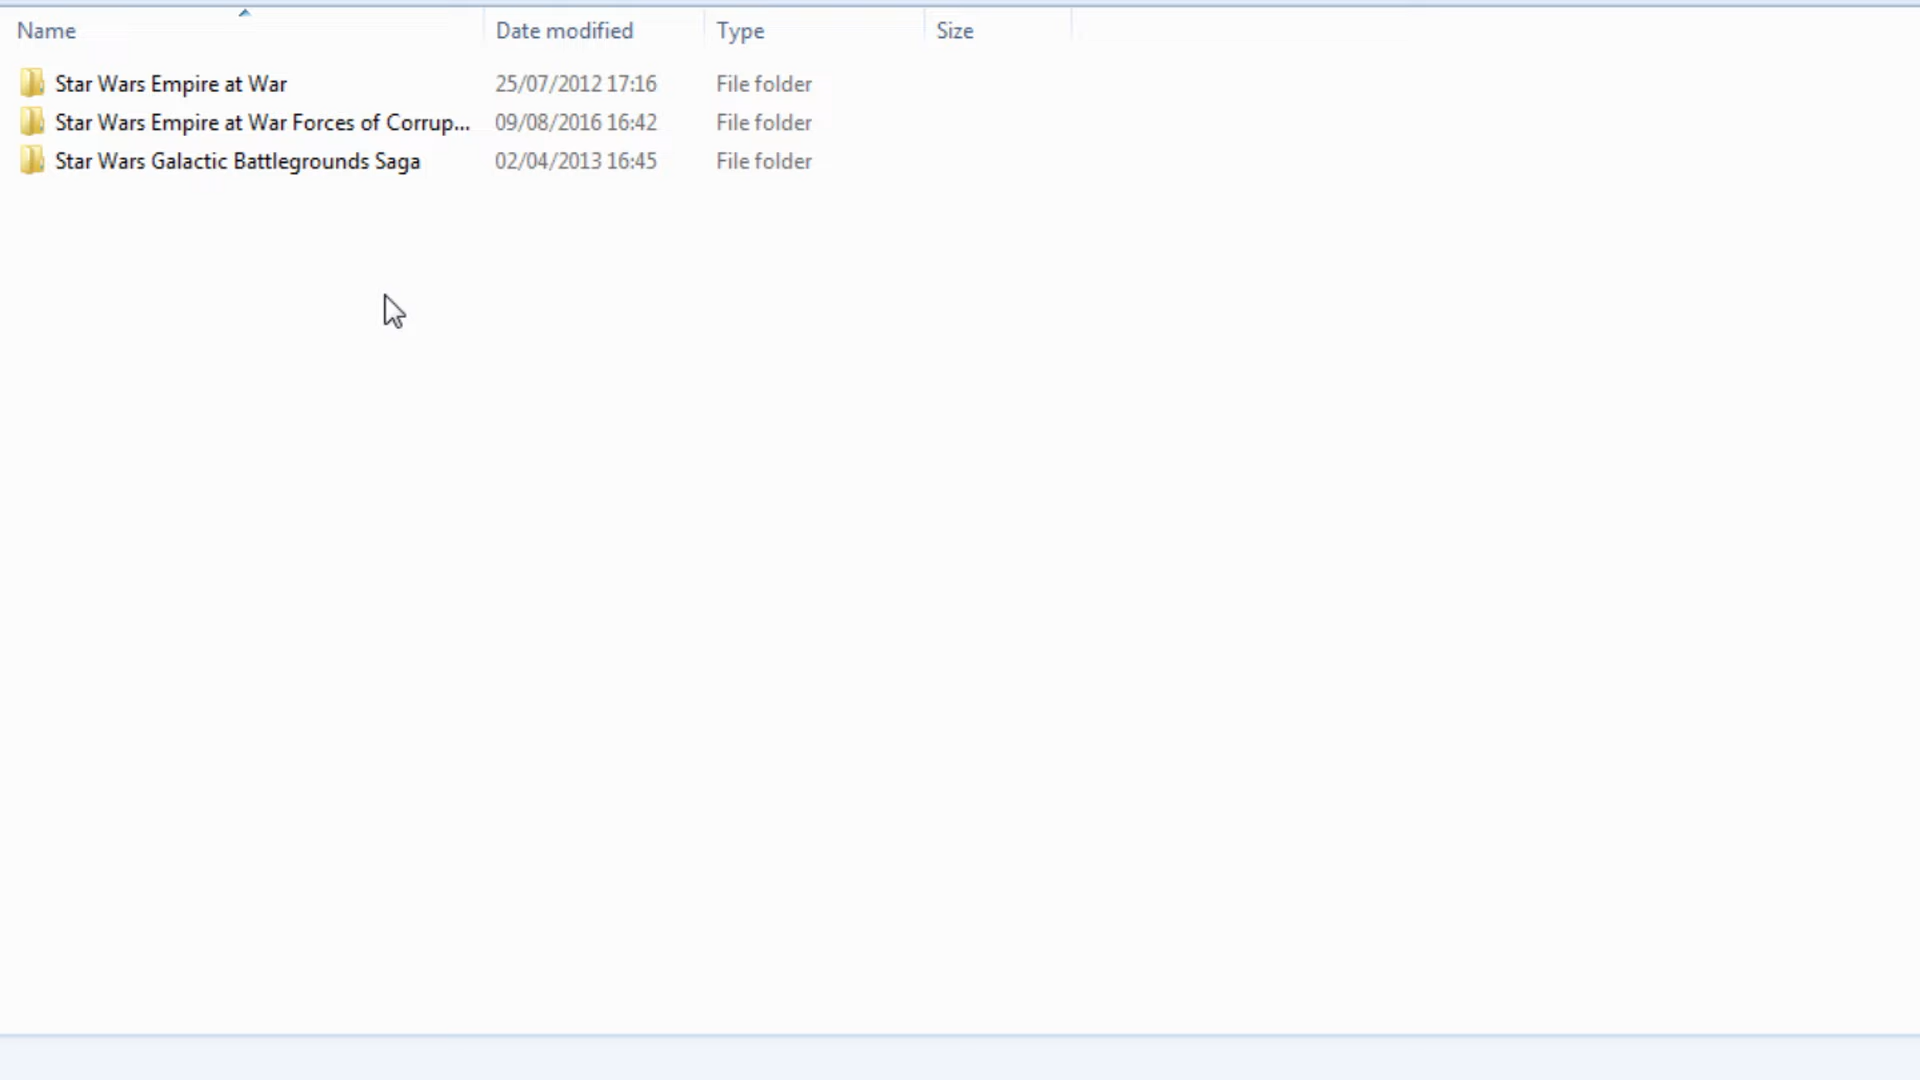 Name Date modified Type Size
Star Wars Empire at War 25/07/2012 17:16 File folder
Star Wars Empire at War Forces of Corrup... 09/08/2016 16:42 File folder
Star Wars Galactic Battlegrounds Saga 02/04/2013 16:45 File folder